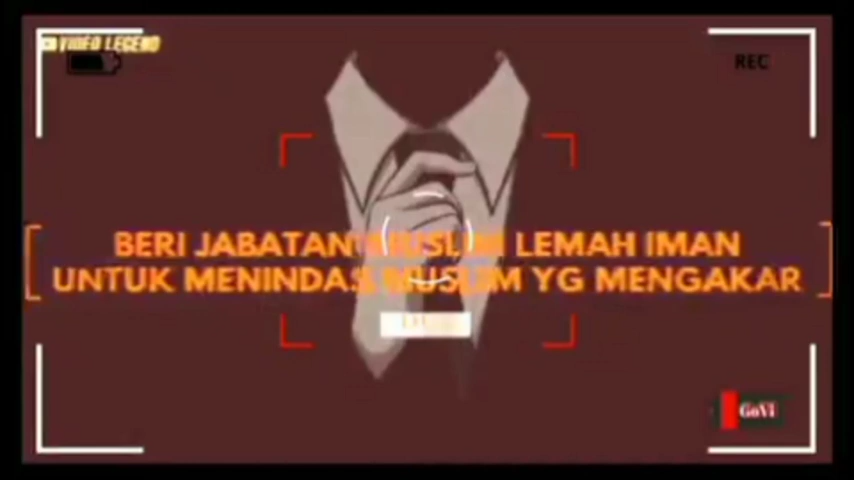 VIDEO LEGEND
REC
BERI JABATAN MUSLIM LEMAH IMAN
UNTUK MENINDAS MUSLIM YG MENGAKAR
GoVi